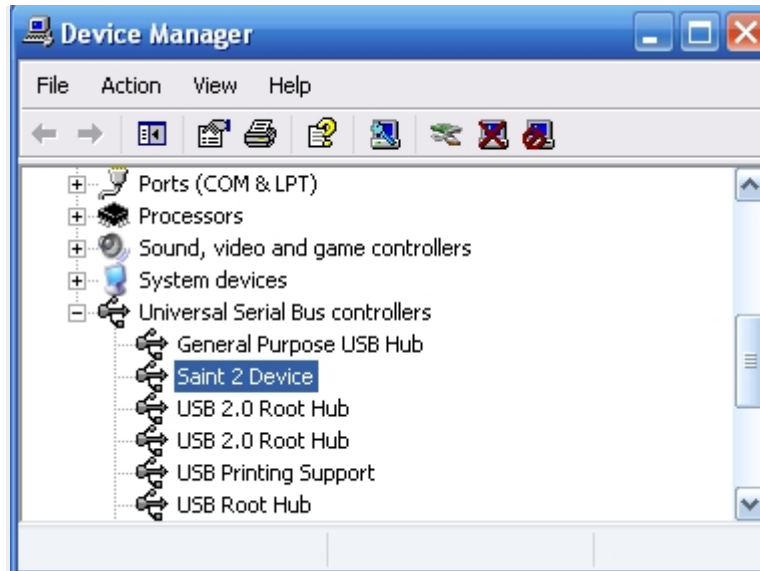 Device Manager
File Action View Help
Ports (COM & LPT)
Processors
Sound, video and game controllers
System devices
Universal Serial Bus controllers
General Purpose USB Hub
Saint 2 Device
USB 2.0 Root Hub
USB 2.0 Root Hub
USB Printing Support
USB Root Hub